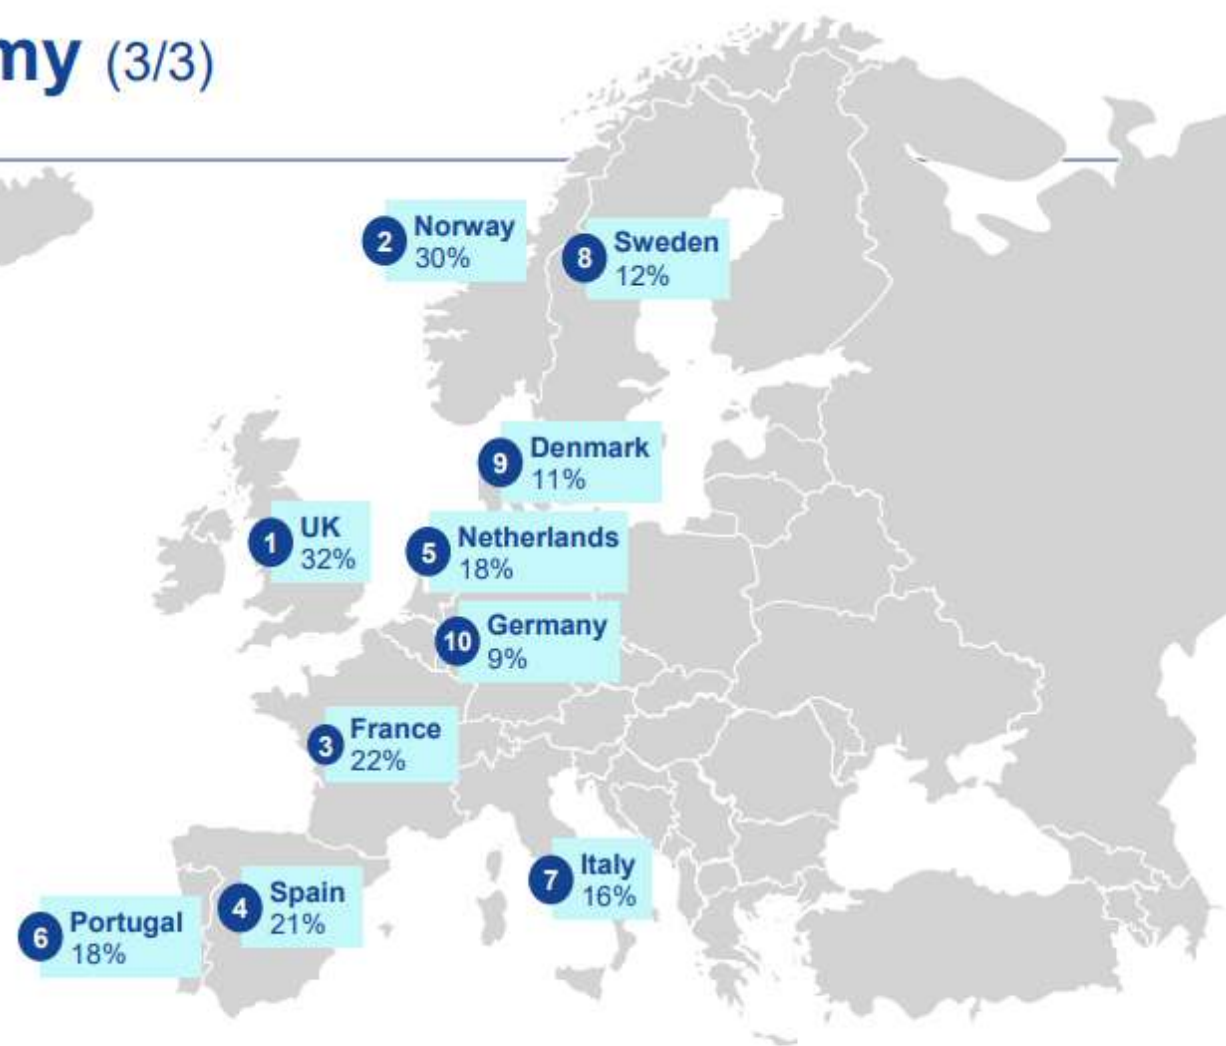 my (3/3)
2 Norway
30%
8 Sweden
12%
9 Denmark
11%
1 UK
32%
5 Netherlands
18%
10 Germany
9%
3 France
22%
7 Italy
16%
4 Spain
21%
6 Portugal
18%